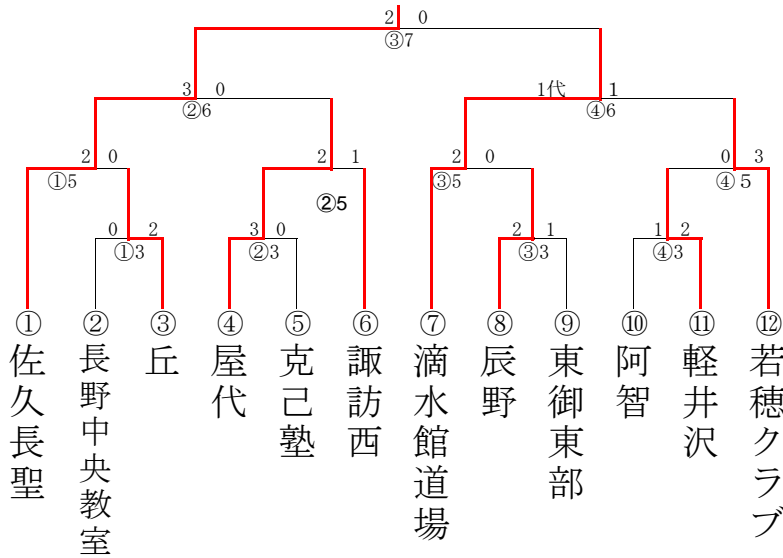 2 0
③7
3 0
②6
1代 1
④6
2 0
①5
2 1
②5
2 0
③5
0 3
④5
0 2
①3
3 0
②3
2 1
③3
1 2
④3
① ② ③ ④ ⑤ ⑥ ⑦ ⑧ ⑨ ⑩ ⑪ ⑫
佐久長聖
長野中央教室
丘
屋代
克己塾
諏訪西
滴水館道場
辰野
東御東部
阿智
軽井沢
若穂クラブ